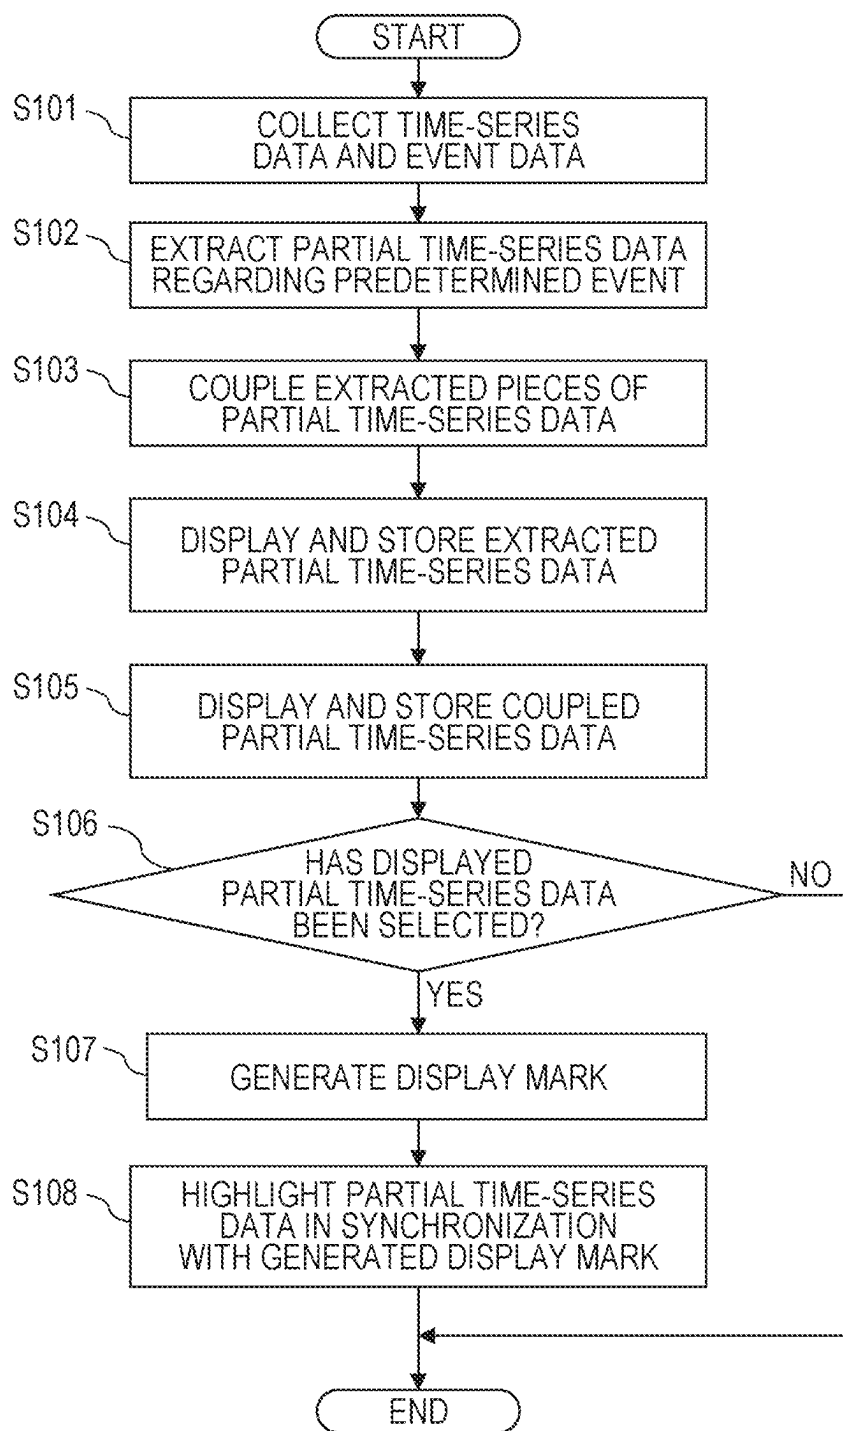 START
S101
COLLECT TIME-SERIES
DATA AND EVENT DATA
S102
EXTRACT PARTIAL TIME-SERIES DATA
REGARDING PREDETERMINED EVENT
S103
COUPLE EXTRACTED PIECES OF
PARTIAL TIME-SERIES DATA
S104
DISPLAY AND STORE EXTRACTED
PARTIAL TIME-SERIES DATA
S105
DISPLAY AND STORE COUPLED
PARTIAL TIME-SERIES DATA
S106
HAS DISPLAYED
PARTIAL TIME-SERIES DATA
BEEN SELECTED?
NO
YES
S107
GENERATE DISPLAY MARK
S108
HIGHLIGHT PARTIAL TIME-SERIES
DATA IN SYNCHRONIZATION
WITH GENERATED DISPLAY MARK
END